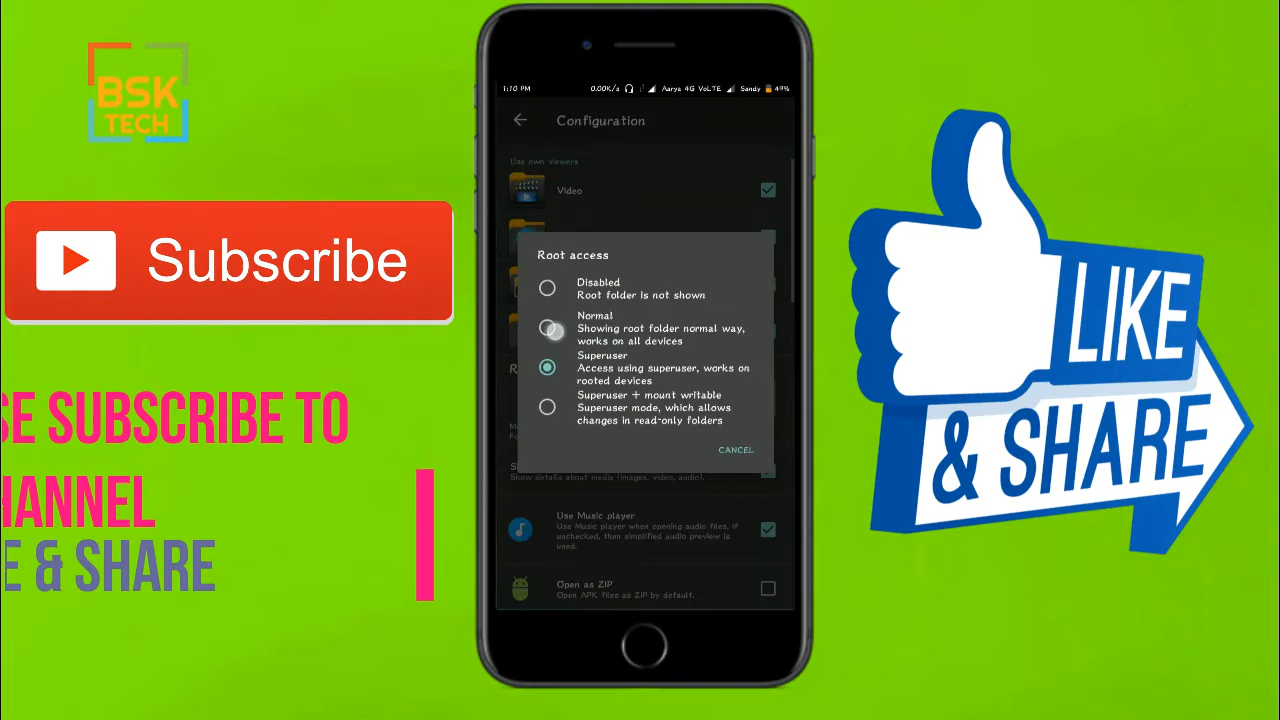 BSK
TECH
Subscribe
SE SUBSCRIBE TO
HANNEL
E & SHARE
1:10 PM 0.00K/s Aarya 4G VoLTE Sandy 49%
Configuration
Use own viewers
Video
Root access
Disabled
Root folder is not shown
Normal
Showing root folder normal way,
works on all devices
Superuser
Access using superuser, works on
rooted devices
Superuser + mount writable
Superuser mode, which allows
changes in read-only folders
CANCEL
Show details about media (images, video, audio).
Use Music player
Use Music player when opening audio files, if
unchecked, then simplified audio preview is
used.
Open as ZIP
Open APK files as ZIP by default.
LIKE
& SHARE